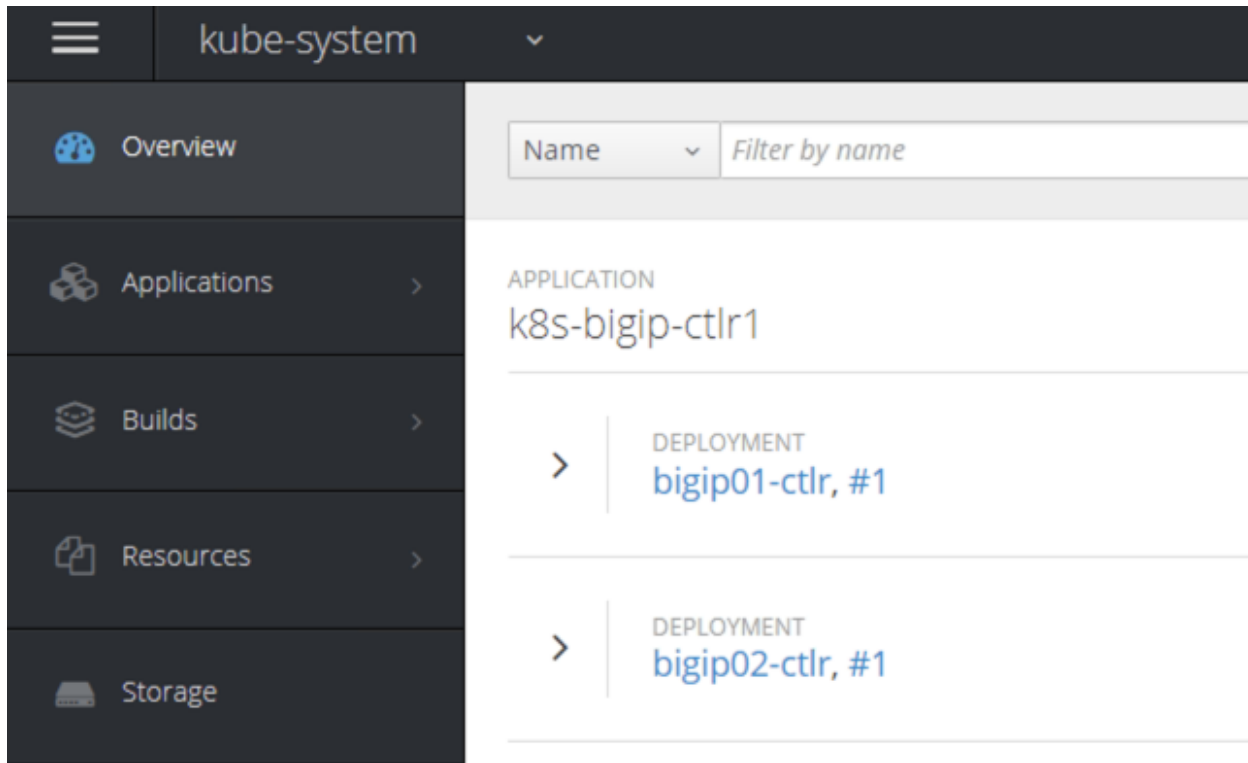 kube-system
Overview
Applications
Builds
Resources
Storage
Name
Filter by name
APPLICATION
k8s-bigip-ctlr1
DEPLOYMENT
bigip01-ctlr, #1
DEPLOYMENT
bigip02-ctlr, #1